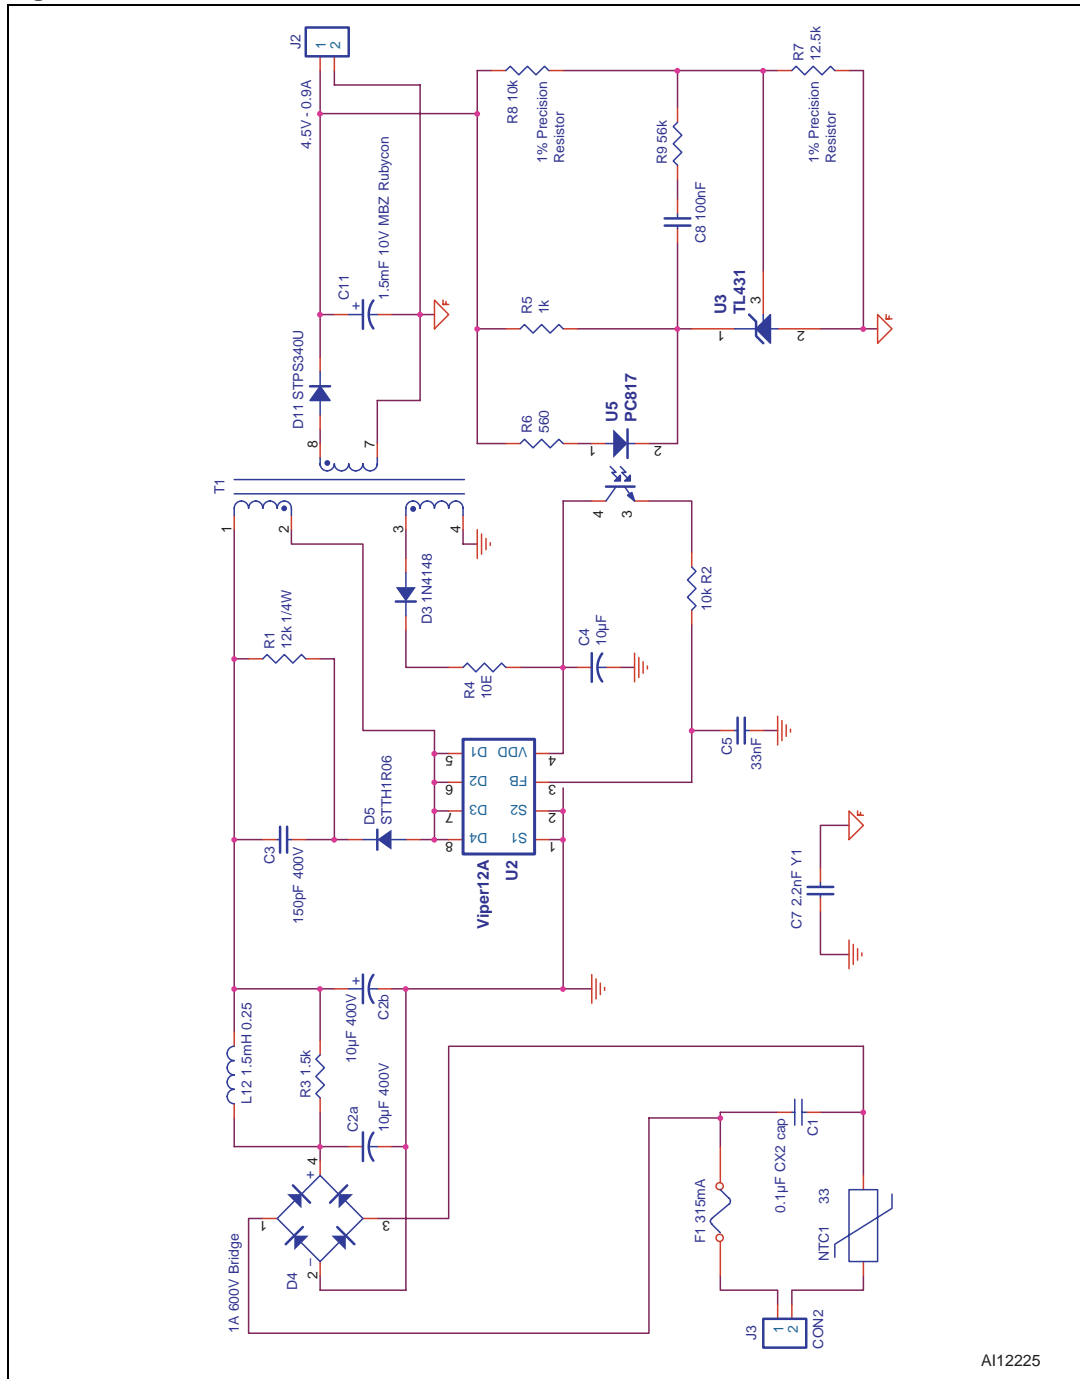 J2
1
2
4.5V - 0.9A
R8 10k
1% Precision
Resistor
R7
12.5k
1% Precision
Resistor
R9 56k
C8 100nF
C11
+
1.5mF 10V MBZ Rubycon
F
D11 STPS340U
R5
1k
U3
TL431
1
3
2
F
R6
560
U5
PC817
1
2
4
3
8
7
T1
1
2
3
4
D3 1N4148
R1
12k 1/4W
R4
10E
C4
10µF
10k R2
C5
33nF
D5
STTH1R06
C3
150pF 400V
5
6
7
8
D1
D2
D3
D4
VDD
FB
S2
S1
4
3
2
1
Viper12A
U2
C7 2.2nF Y1
F
L12 1.5mH 0.25
R3 1.5k
10µF 400V
+
C2b
C2a
10µF 400V
1A 600V Bridge
D4
1
2
3
4
+
–
F1 315mA
0.1µF CX2 cap
C1
NTC1
33
J3
1
2
CON2
AI12225